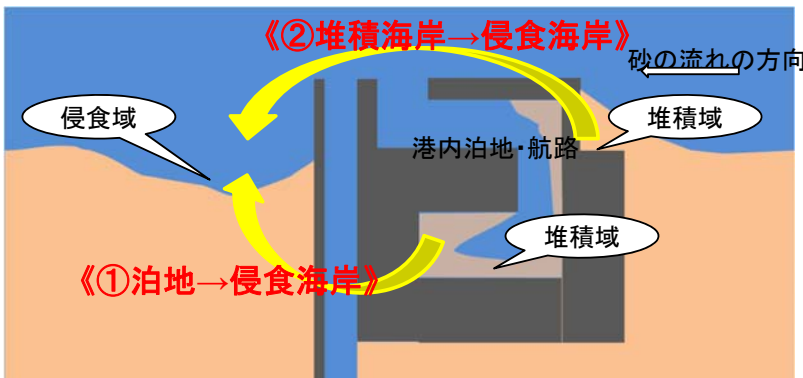 《②堆積海岸→侵食海岸》
砂の流れの方向
侵食域
堆積域
港内泊地・航路
堆積域
《①泊地→侵食海岸》